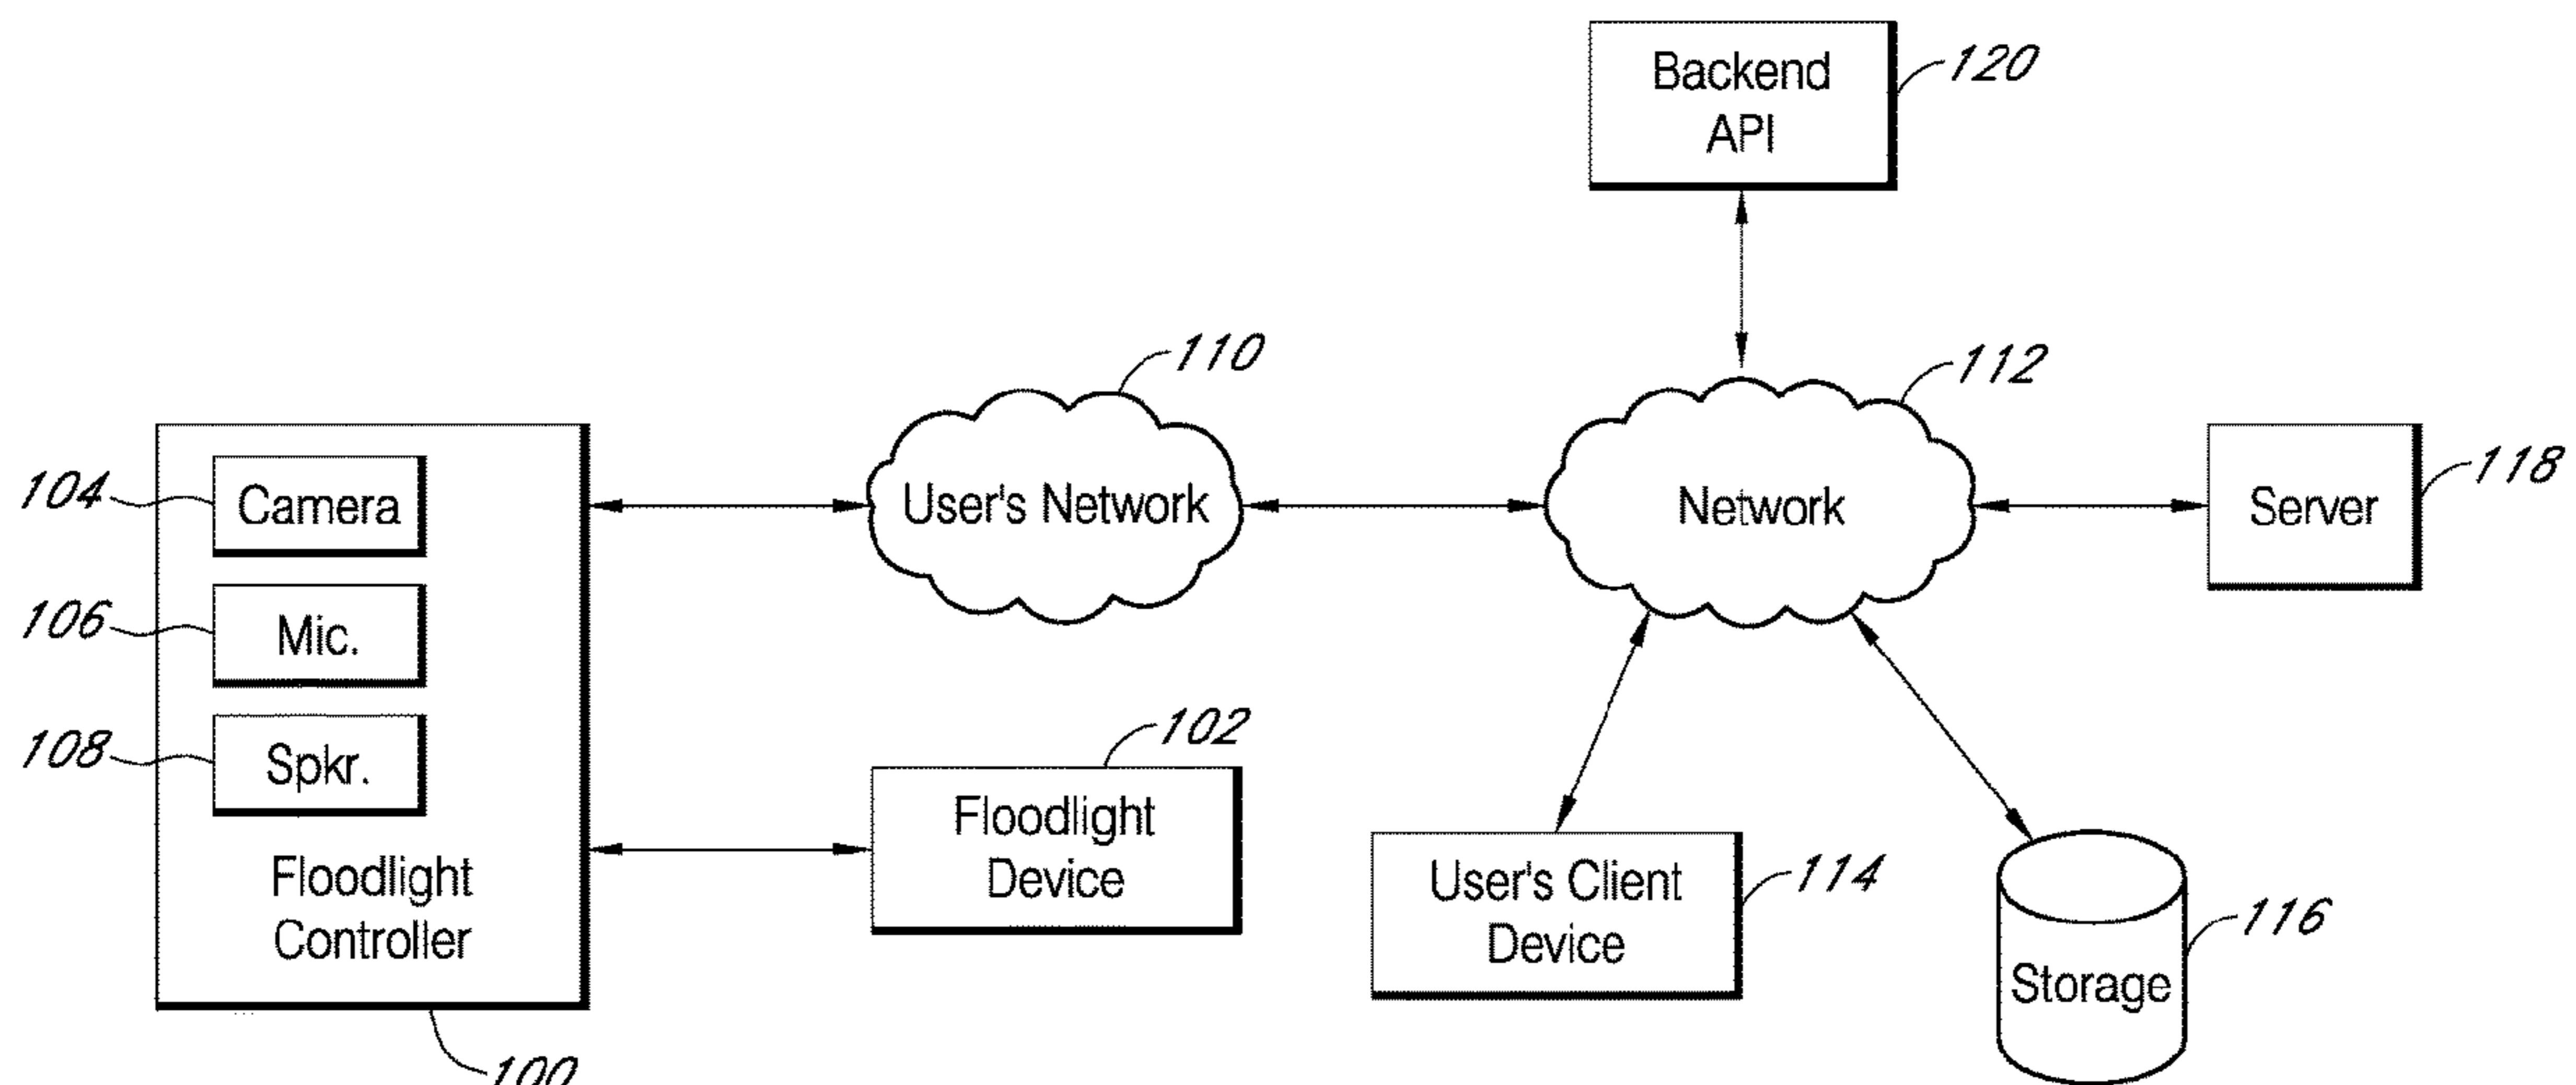 Backend
API
120
110
112
104
Camera
User's Network
Network
Server
118
106
Mic.
108
Spkr.
102
Floodlight
Device
Floodlight
Controller
User's Client
Device
114
116
Storage
100